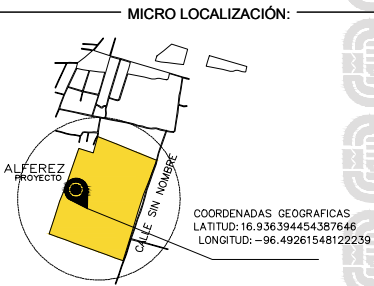 MICRO LOCALIZACIÓN:
ALFEREZ
PROYECTO
CALLE SIN NOMBRE
COORDENADAS GEOGRAFICAS
LATITUD:16.936394454387646
LONGITUD: -96.49261548122239